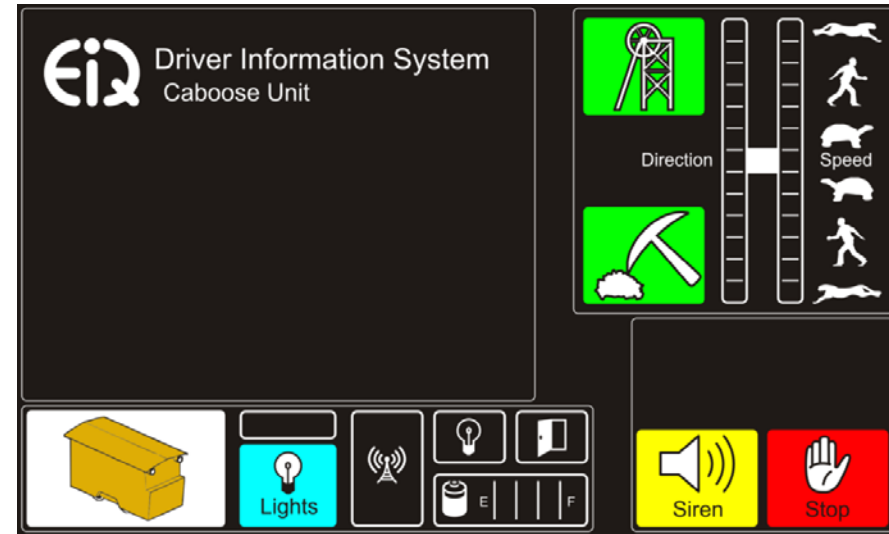 EiQ
Driver Information System
Caboose Unit
Direction
Speed
Lights
E
F
Siren
Stop